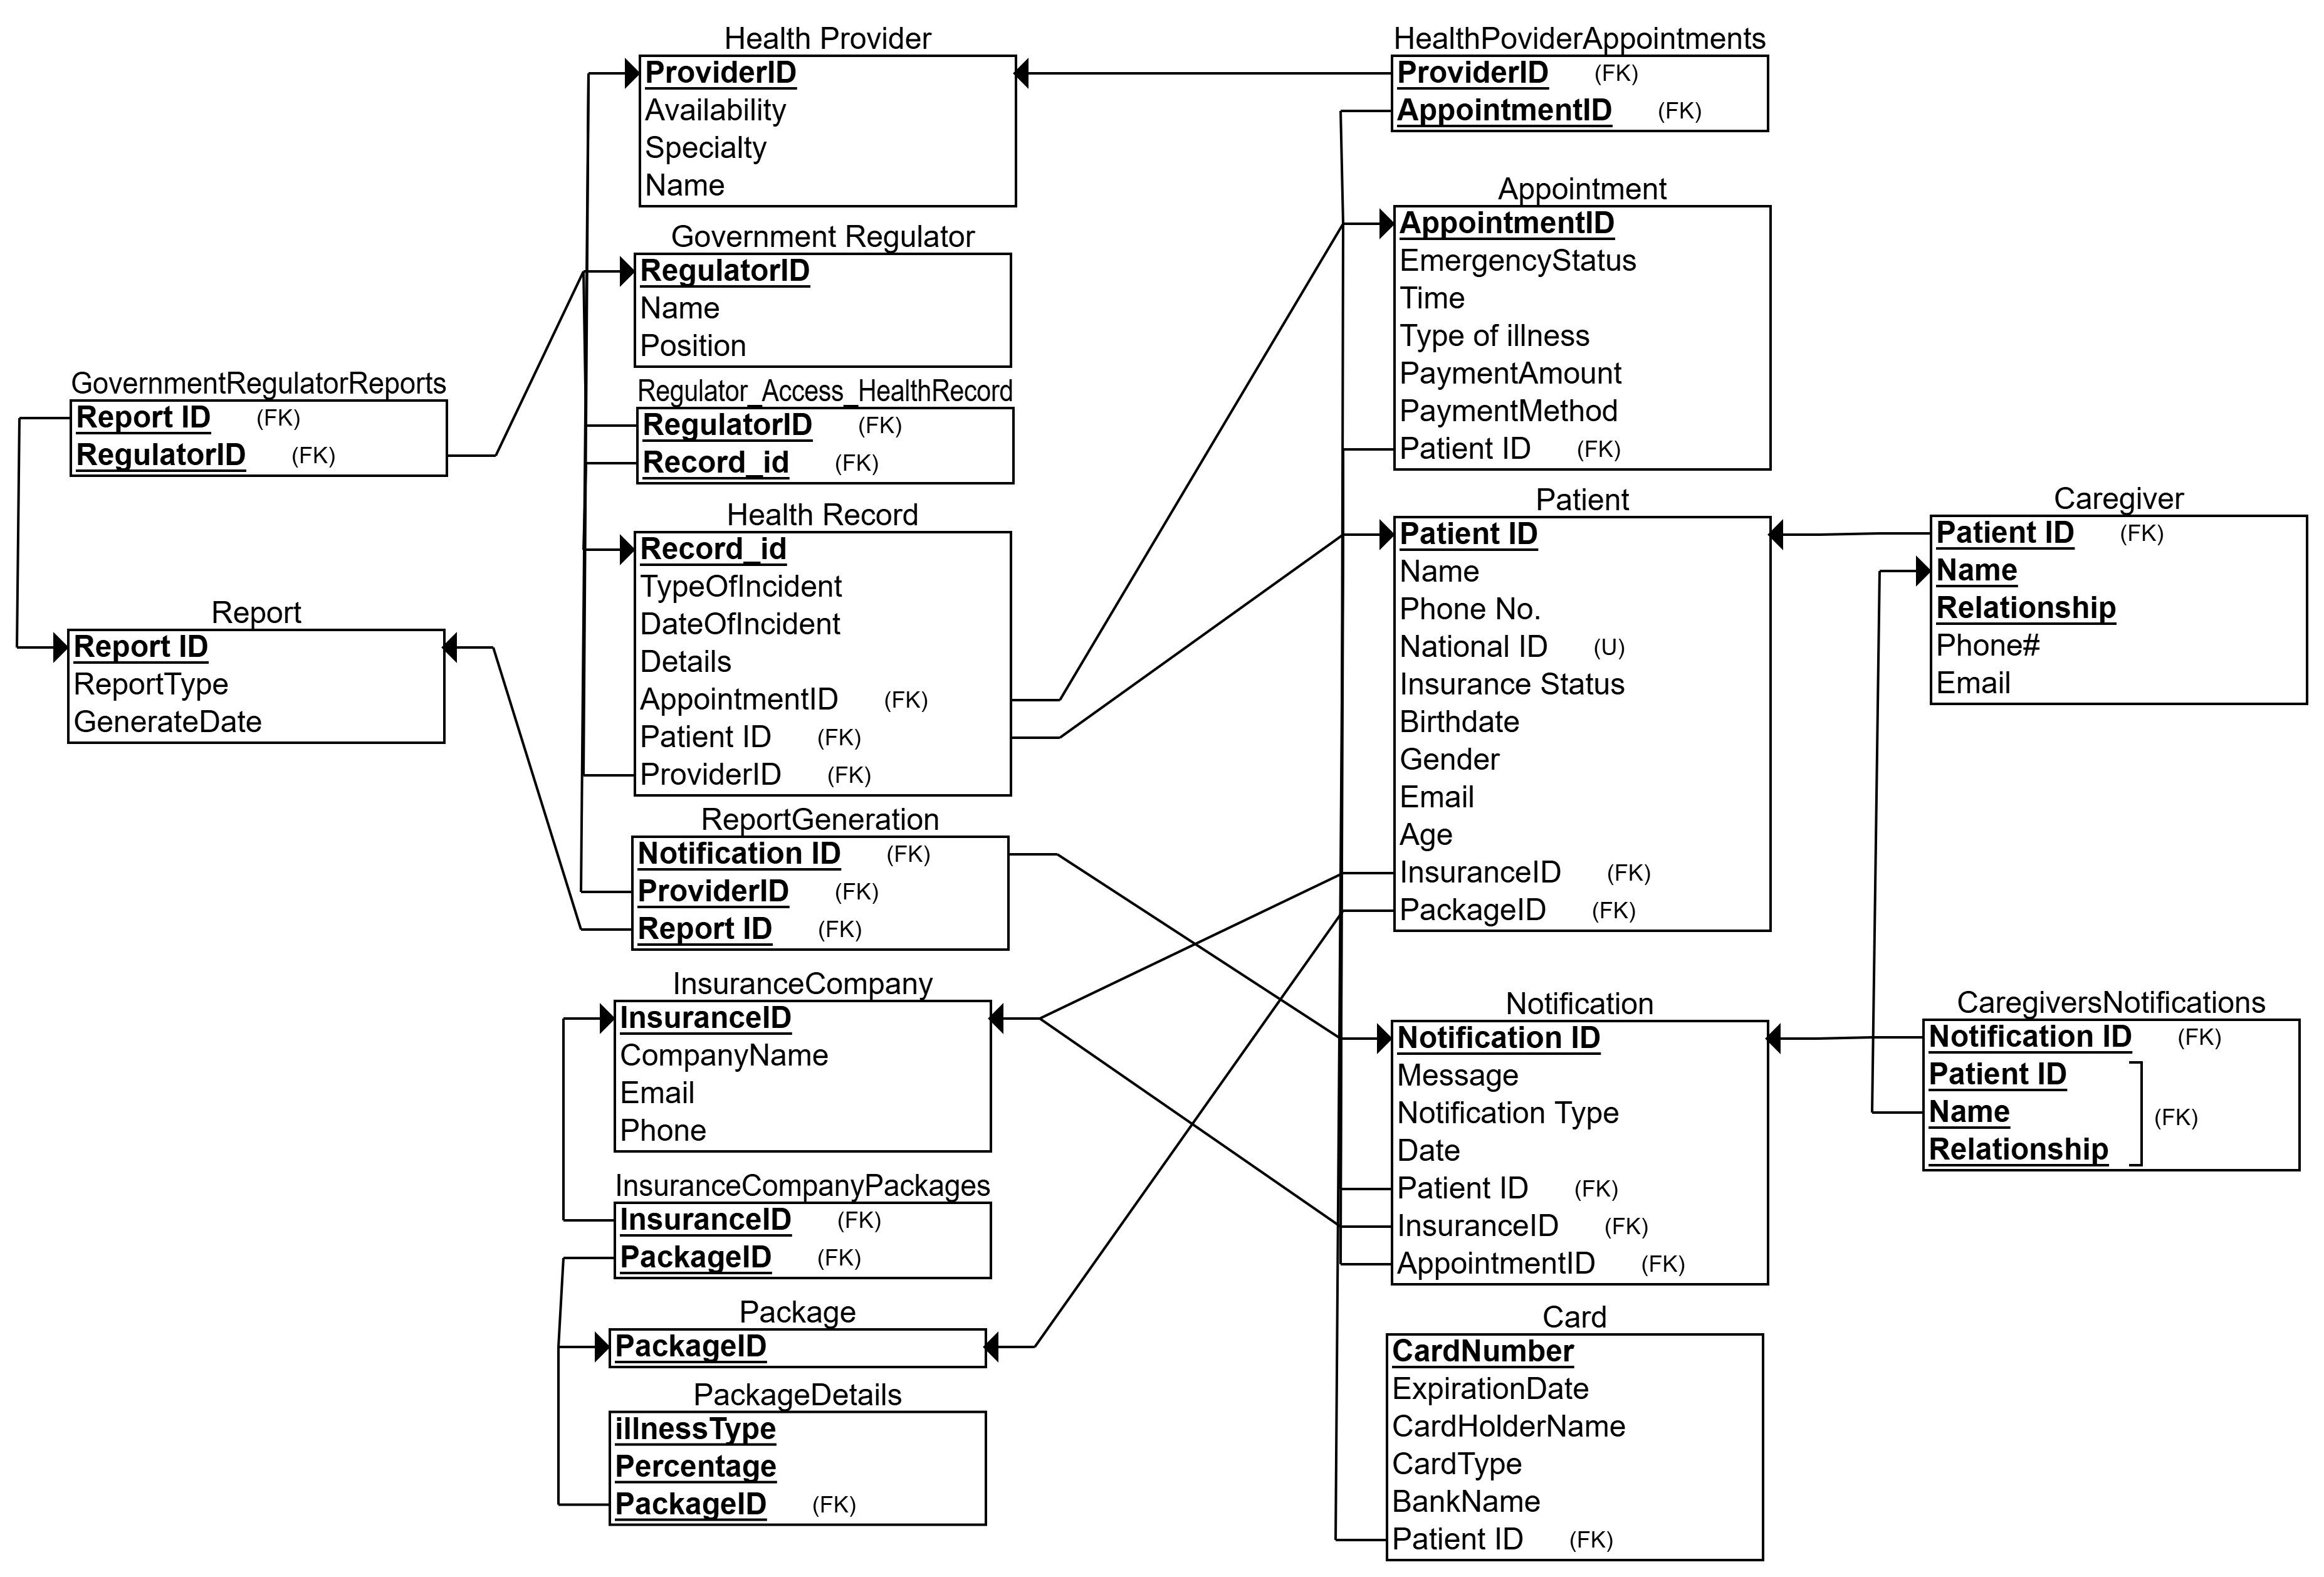 Health Provider
ProviderID
Availability
Specialty
Name
Government Regulator
RegulatorID
Name
Position
Regulator_Access_HealthRecord
RegulatorID (FK)
Record_id (FK)
GovernmentRegulatorReports
Report ID (FK)
RegulatorID (FK)
Report
Report ID
ReportType
GenerateDate
Health Record
Record_id
TypeOfIncident
DateOfIncident
Details
AppointmentID (FK)
Patient ID (FK)
ProviderID (FK)
ReportGeneration
Notification ID (FK)
ProviderID (FK)
Report ID (FK)
InsuranceCompany
InsuranceID
CompanyName
Email
Phone
InsuranceCompanyPackages
InsuranceID (FK)
PackageID (FK)
Package
PackageID
PackageDetails
illnessType
Percentage
PackageID (FK)
HealthPoviderAppointments
ProviderID (FK)
AppointmentID (FK)
Appointment
AppointmentID
EmergencyStatus
Time
Type of illness
PaymentAmount
PaymentMethod
Patient ID (FK)
Patient
Patient ID
Name
Phone No.
National ID (U)
Insurance Status
Birthdate
Gender
Email
Age
InsuranceID (FK)
PackageID (FK)
Notification
Notification ID
Message
Notification Type
Date
Patient ID (FK)
InsuranceID (FK)
AppointmentID (FK)
Card
CardNumber
ExpirationDate
CardHolderName
CardType
BankName
Patient ID (FK)
Caregiver
Patient ID (FK)
Name
Relationship
Phone#
Email
CaregiversNotifications
Notification ID (FK)
Patient ID
Name (FK)
Relationship